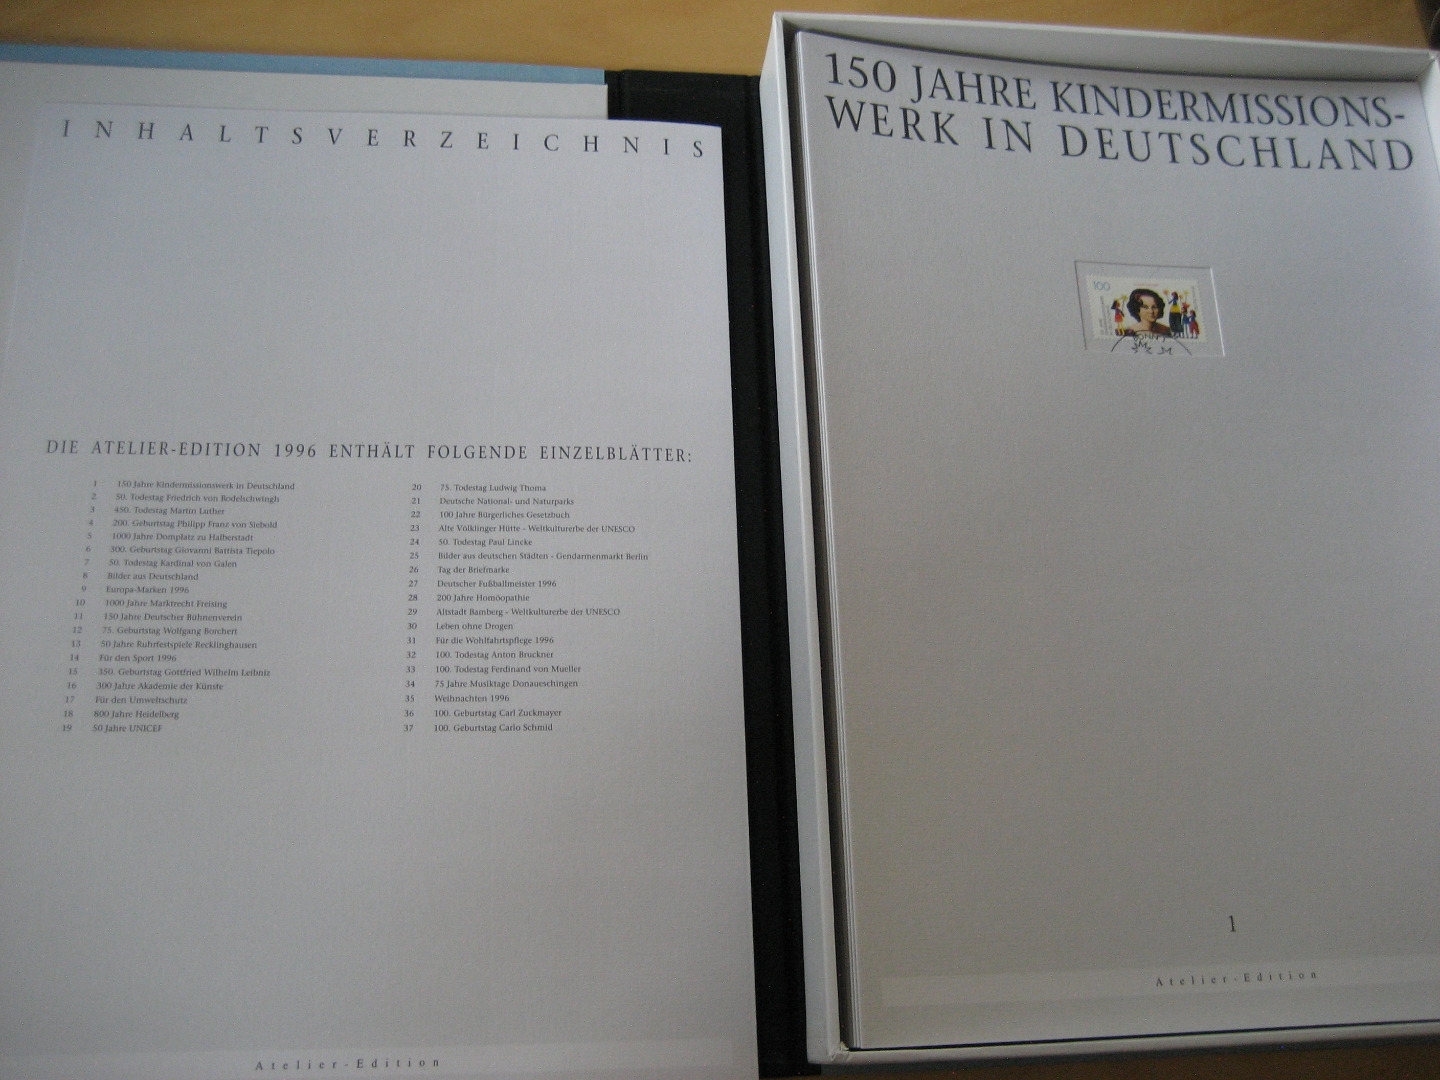 INHALTSVERZEICHNIS
DIE ATELIER-EDITION 1996 ENTHÄLT FOLGENDE EINZELBLÄTTER:
1 150 Jahre Kindermissionswerk in Deutschland
2 50. Todestag Friedrich von Bodelschwingh
3 450. Todestag Martin Luther
4 200. Geburtstag Philipp Franz von Siebold
5 1000 Jahre Domplatz zu Halberstadt
6 300. Geburtstag Giovanni Battista Tiepolo
7 50. Todestag Kardinal von Galen
8 Bilder aus Deutschland
9 Europa-Marken 1996
10 1000 Jahre Marktrecht Freising
11 150 Jahre Deutscher Bühnenverein
12 75. Geburtstag Wolfgang Borchert
13 50 Jahre Ruhrfestspiele Recklinghausen
14 Für den Sport 1996
15 350. Geburtstag Gottfried Wilhelm Leibniz
16 300 Jahre Akademie der Künste
17 Für den Umweltschutz
18 800 Jahre Heidelberg
19 50 Jahre UNICEF
20 75. Todestag Ludwig Thoma
21 Deutsche National- und Naturparks
22 100 Jahre Bürgerliches Gesetzbuch
23 Alte Völklinger Hütte - Weltkulturerbe der UNESCO
24 50. Todestag Paul Lincke
25 Bilder aus deutschen Städten - Gendarmenmarkt Berlin
26 Tag der Briefmarke
27 Deutscher Fußballmeister 1996
28 200 Jahre Homöopathie
29 Altstadt Bamberg - Weltkulturerbe der UNESCO
30 Leben ohne Drogen
31 Für die Wohlfahrtspflege 1996
32 100. Todestag Anton Bruckner
33 100. Todestag Ferdinand von Mueller
34 75 Jahre Musiktage Donaueschingen
35 Weihnachten 1996
36 100. Geburtstag Carl Zuckmayer
37 100. Geburtstag Carlo Schmid
Atelier-Edition
150 JAHRE KINDERMISSIONS-
WERK IN DEUTSCHLAND
100
BONN
1
Atelier-Edition